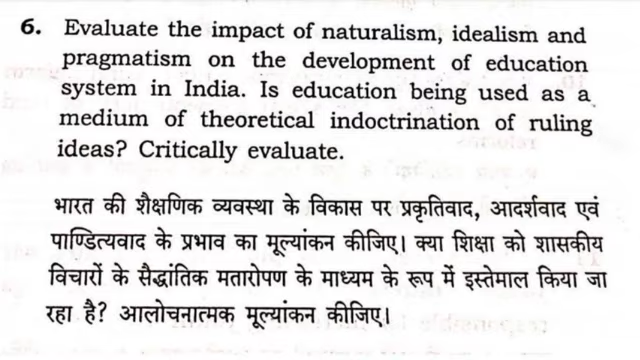 6. Evaluate the impact of naturalism, idealism and
pragmatism on the development of education
system in India. Is education being used as a
medium of theoretical indoctrination of ruling
ideas? Critically evaluate.
भारत की शैक्षणिक व्यवस्था के विकास पर प्रकृतिवाद, आदर्शवाद एवं
पाण्डित्यवाद के प्रभाव का मूल्यांकन कीजिए। क्या शिक्षा को शासकीय
विचारों के सैद्धांतिक मतारोपण के माध्यम के रूप में इस्तेमाल किया जा
रहा है? आलोचनात्मक मूल्यांकन कीजिए।